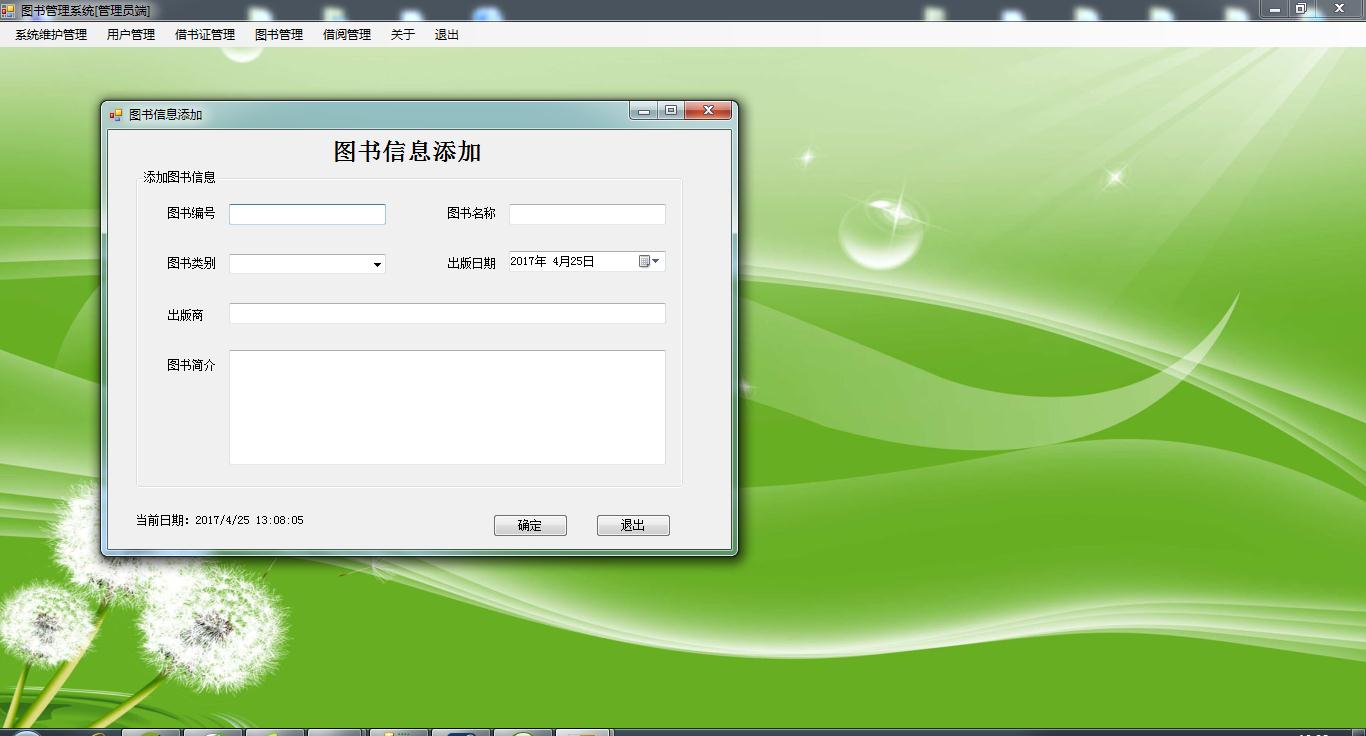 图书管理系统[管理员端]
系统维护管理 用户管理 借书证管理 图书管理 借阅管理 关于 退出
图书信息添加
图书信息添加
添加图书信息
图书编号 图书名称
图书类别 出版日期 2017年 4月25日
出版商
图书简介
当前日期：2017/4/25 13:08:05 确定 退出